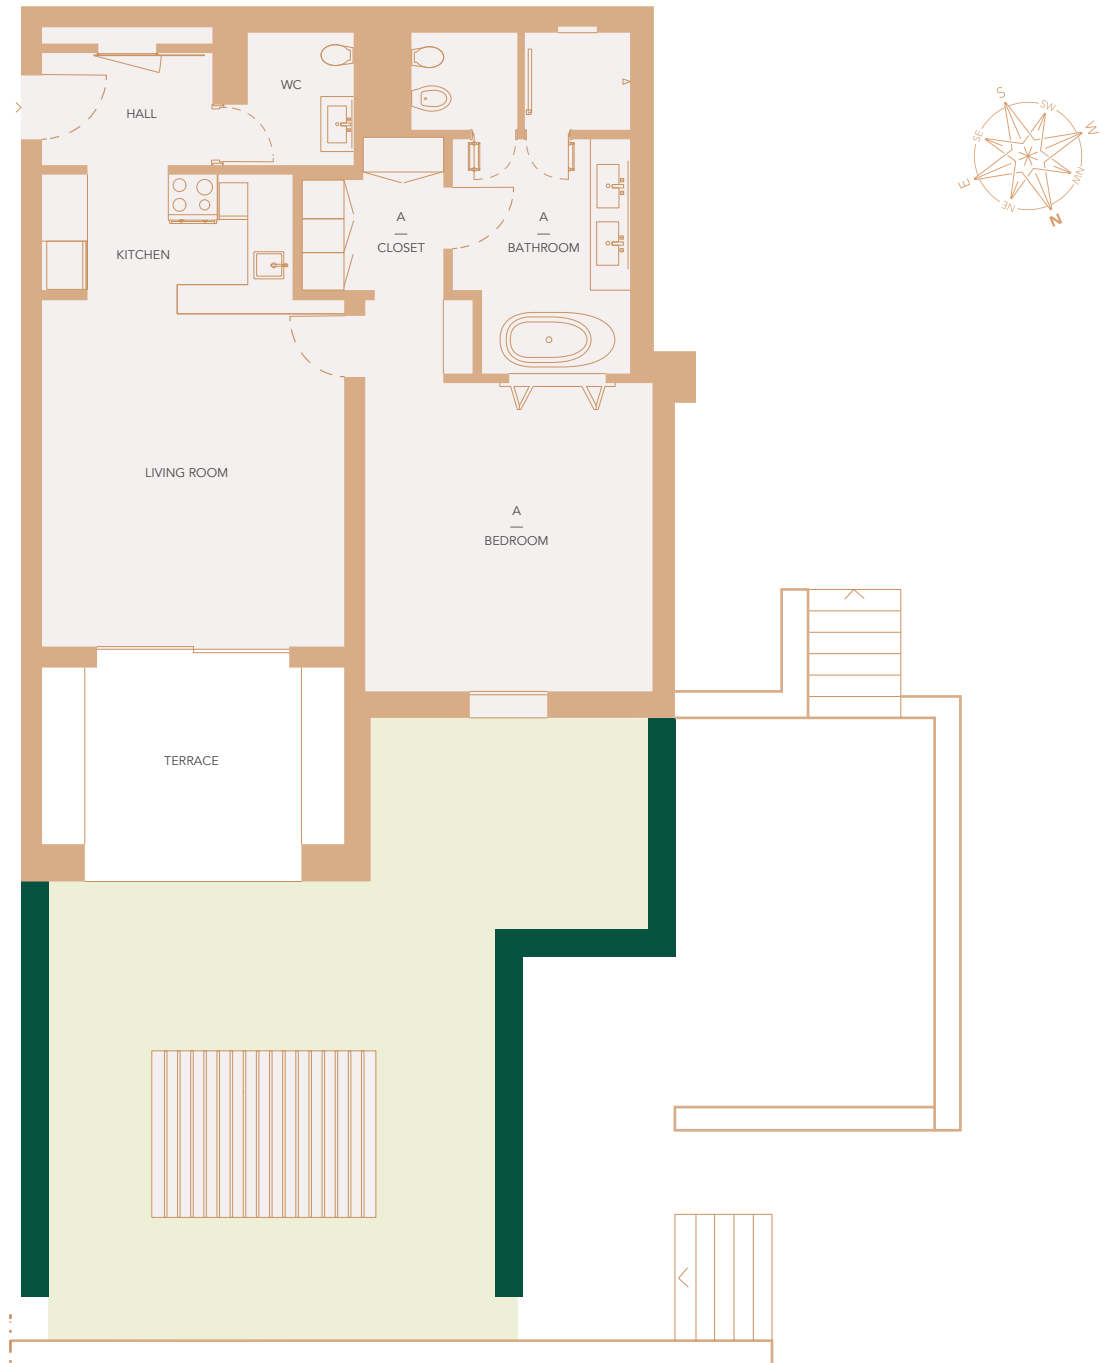 WC
HALL
S
SW
W
SE
NW
E
NE
N
A
CLOSET
A
BATHROOM
KITCHEN
LIVING ROOM
A
BEDROOM
TERRACE